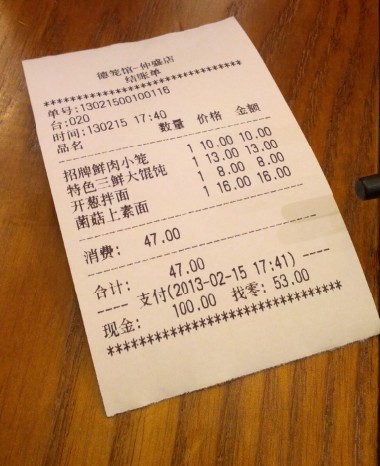 德笼馆-仲盛店
结账单
******************************
单号:13021500100116
台:020
时间:130215 17:40
品名 数量 价格 金额
招牌鲜肉小笼 1 10.00 10.00
特色三鲜大馄饨 1 13.00 13.00
开葱拌面 1 8.00 8.00
菌菇上素面 1 16.00 16.00
消费: 47.00
合计: 47.00
---- 支付(2013-02-15 17:41) ----
现金: 100.00 找零: 53.00
******************************